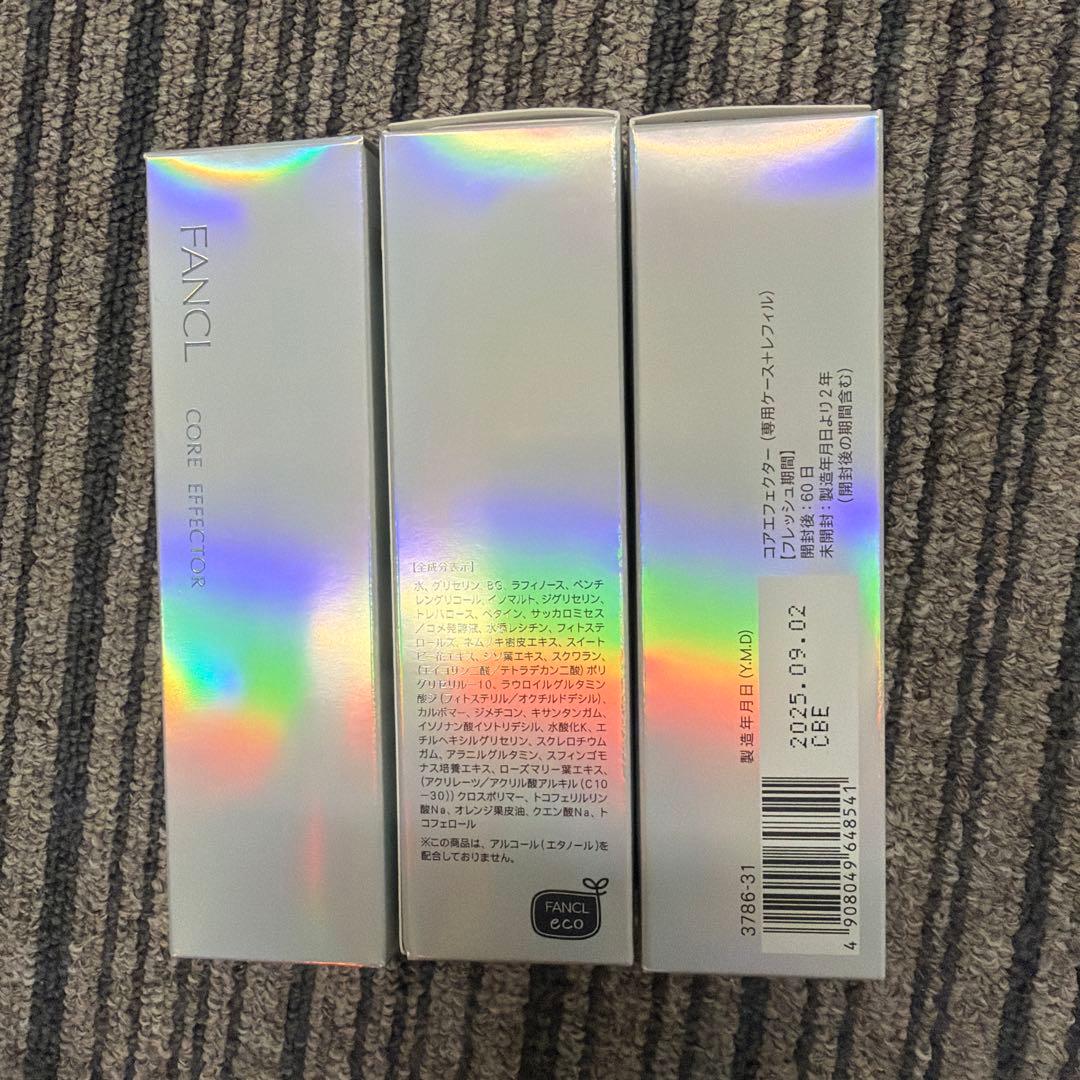 FANCL
CORE EFFECTOR
【全成分表示】
水、グリセリン、BG、ラフィノース、ペンチ
レングリコール、イソマルト、ジグリセリン、
トレハロース、ベタイン、サッカロミセス
/コメ発酵液、水添レシチン、フィトステ
ロールズ、ネムノキ樹皮エキス、スイート
ピー花エキス、シソ葉エキス、スクワラン、
(エイコサン二酸/テトラデカン二酸)ポリ
グリセリル-10、ラウロイルグルタミン
酸ジ(フィトステリル/オクチルドデシル)、
カルボマー、ジメチコン、キサンタンガム、
イソノナン酸イソトリデシル、水酸化K、エ
チルヘキシルグリセリン、スクレロチウム
ガム、アラニルグルタミン、スフィンゴモ
ナス培養エキス、ローズマリー葉エキス、
(アクリレーツ/アクリル酸アルキル(C10
-30))クロスポリマー、トコフェリルリン
酸Na、オレンジ果皮油、クエン酸Na、ト
コフェロール
※この商品は、アルコール(エタノール)を
配合しておりません。
FANCL
eco
コアエフェクター(専用ケース+レフィル)
【フレッシュ期間】
開封後:60日
未開封:製造年月日より2年
(開封後の期間含む)
製造年月日(Y.M.D)
2025.09.02
CBE
3786-31
4 908049 648541